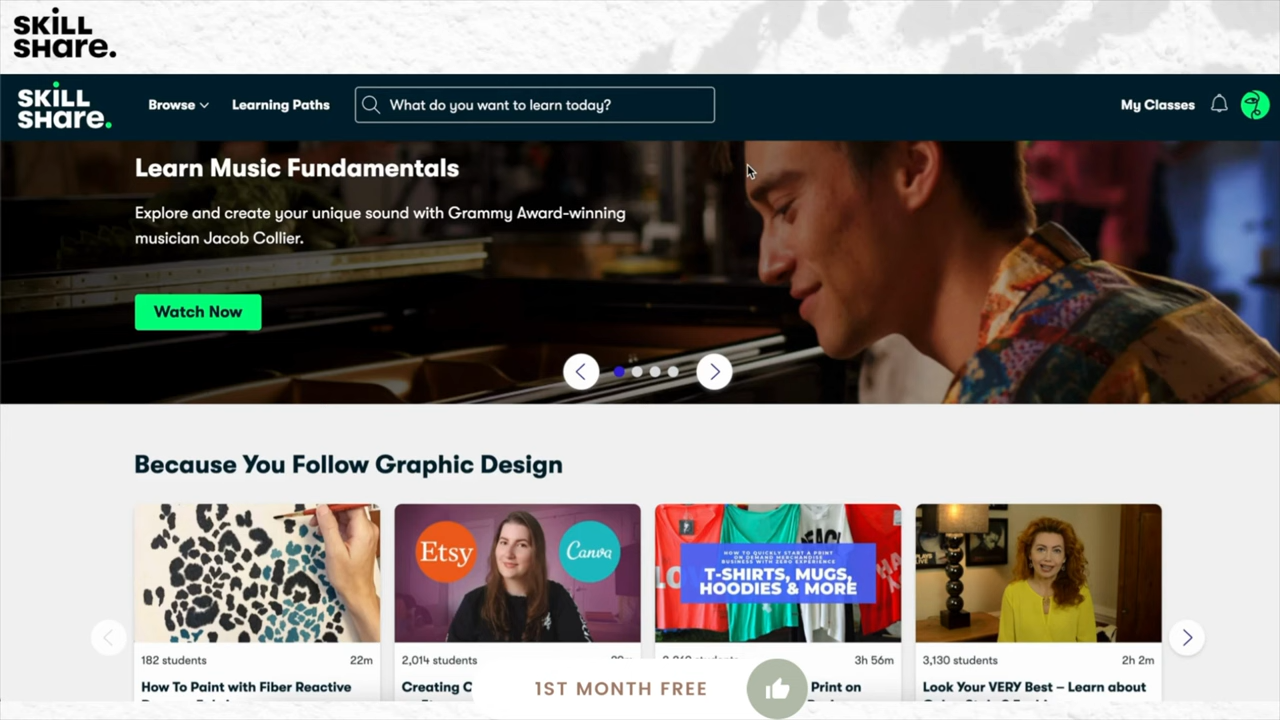 SKILL
SHare.
SKILL
SHare.
Browse
Learning Paths
What do you want to learn today?
My Classes
Learn Music Fundamentals
Explore and create your unique sound with Grammy Award-winning
musician Jacob Collier.
Watch Now
Because You Follow Graphic Design
Etsy
Canva
HOW TO QUICKLY START A PRINT
ON DEMAND MERCHANDISE
BUSINESS WITH ZERO EXPERIENCE
T-SHIRTS, MUGS,
HOODIES & MORE
182 students
22m
2,014 students
3h 56m
3,130 students
2h 2m
How To Paint with Fiber Reactive
Creating C
Print on
Look Your VERY Best – Learn about
1ST MONTH FREE